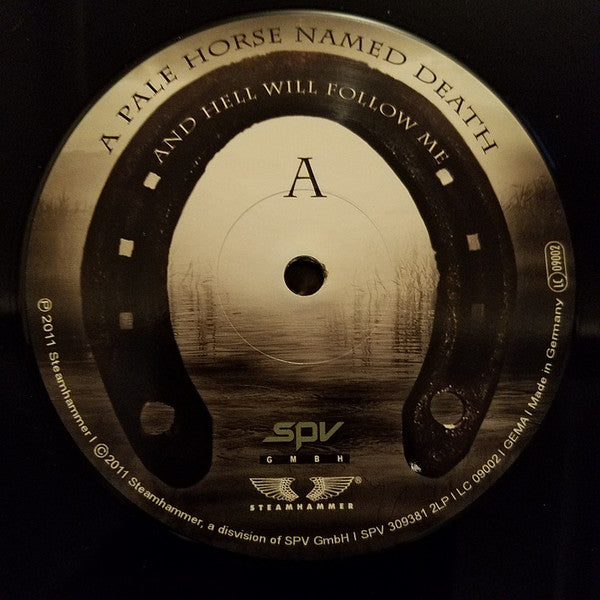 A PALE HORSE NAMED DEATH
AND HELL WILL FOLLOW ME
A
spv
GMBH
®
STEAMHAMMER
℗ 2011 Steamhammer I © 2011 Steamhammer, a disvision of SPV GmbH I SPV 309381 2LP I LC 09002 I GEMA I Made in Germany
LC 09002